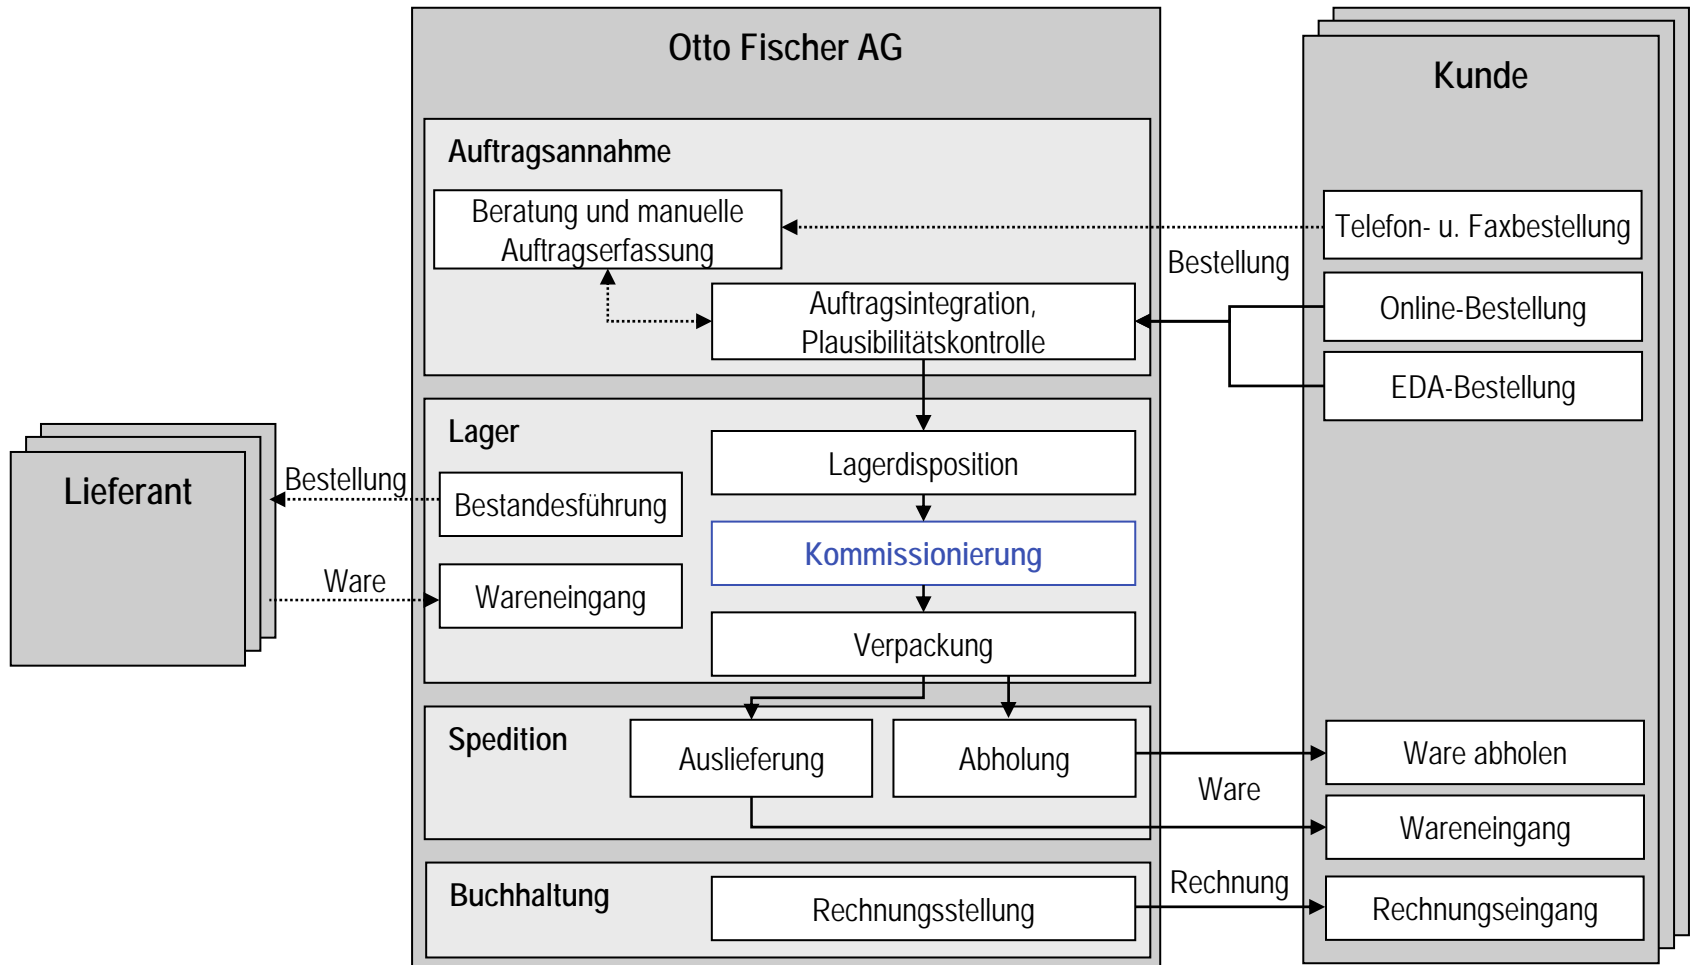 Otto Fischer AG
Kunde
Auftragsannahme
Beratung und manuelle
Auftragserfassung
Telefon- u. Faxbestellung
Bestellung
Auftragsintegration,
Plausibilitätskontrolle
Online-Bestellung
EDA-Bestellung
Lager
Lagerdisposition
Lieferant
Bestellung
Bestandesführung
Kommissionierung
Ware
Wareneingang
Verpackung
Spedition
Auslieferung
Abholung
Ware abholen
Ware
Wareneingang
Buchhaltung
Rechnungsstellung
Rechnung
Rechnungseingang